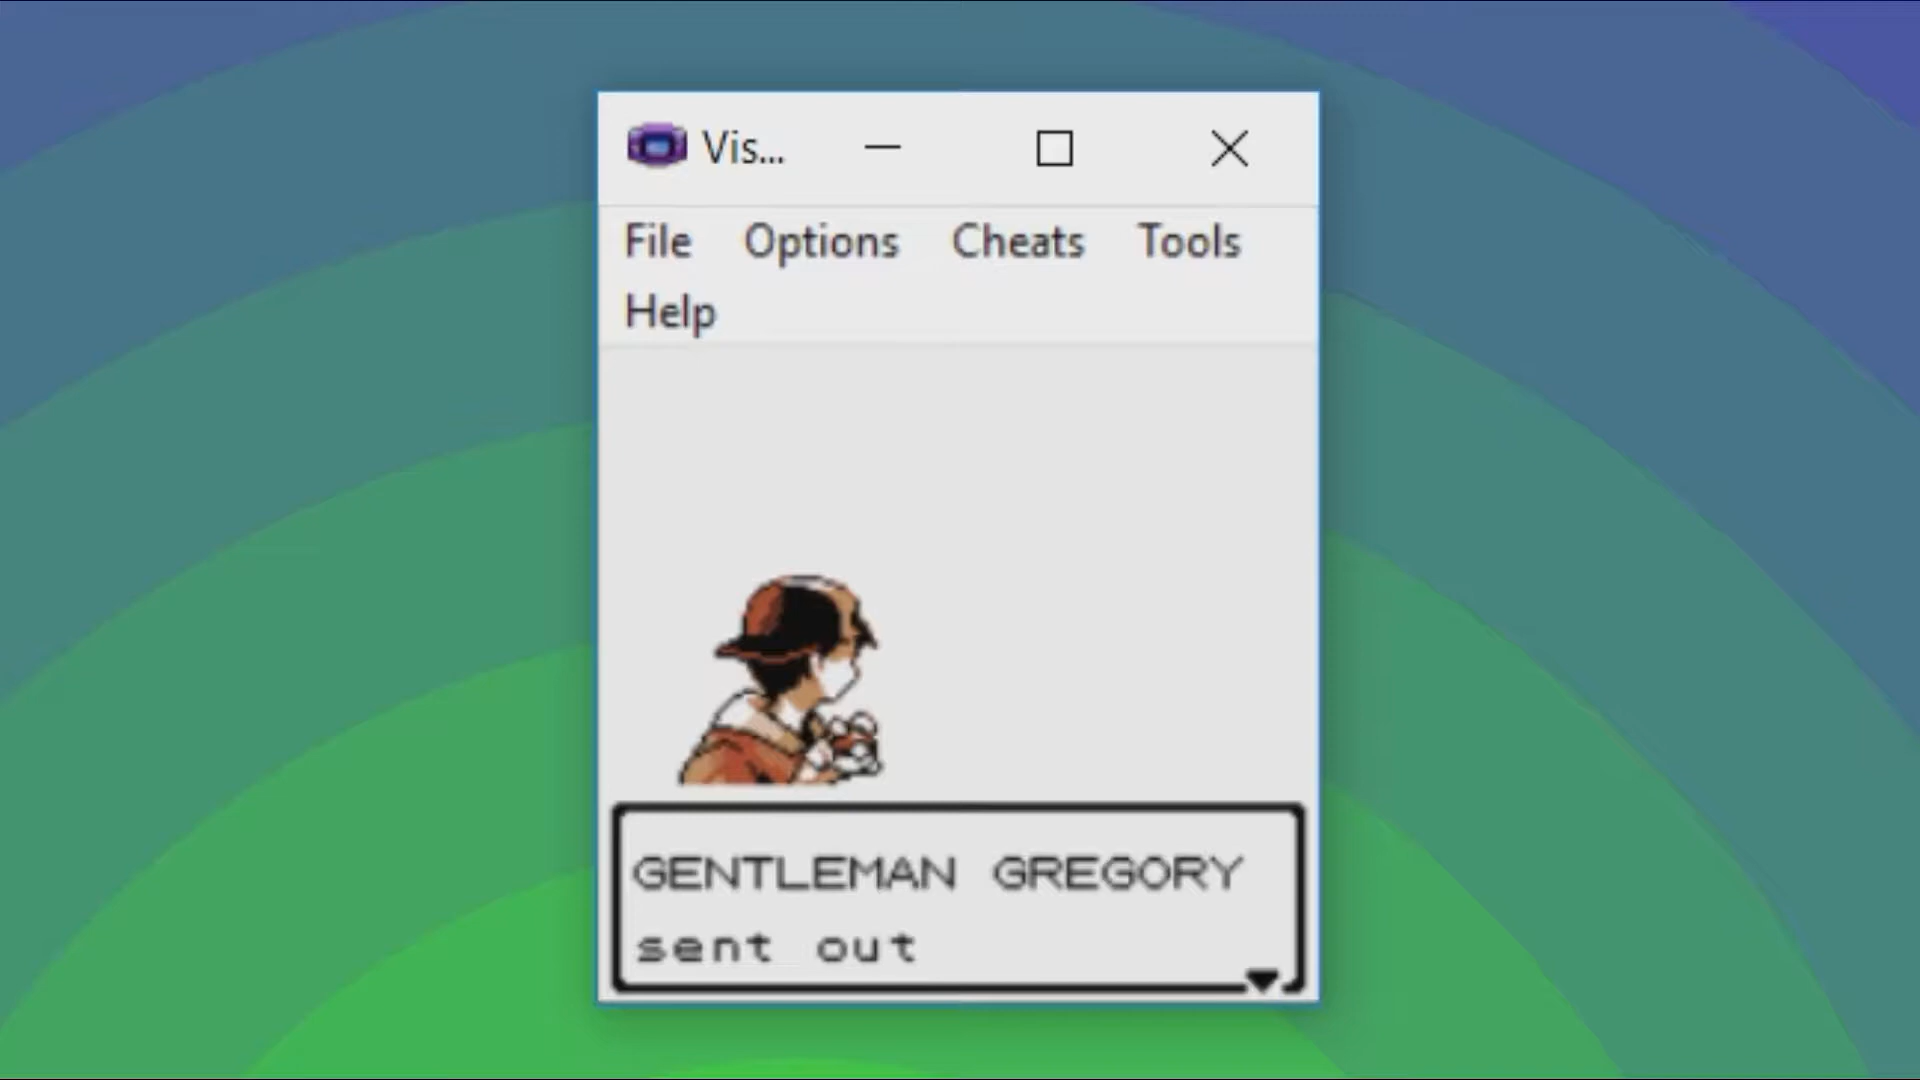 Vis...
File Options Cheats Tools
Help
GENTLEMAN GREGORY
sent out